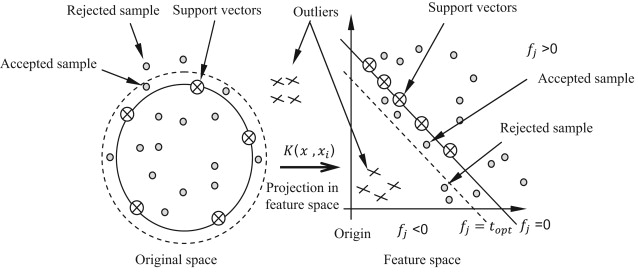 Rejected sample
Support vectors
Outliers
Support vectors
Accepted sample
f_j >0
Accepted sample
Rejected sample
K(x , x_i)
Projection in
feature space
Origin
f_j <0
f_j = t_opt
f_j =0
Original space
Feature space